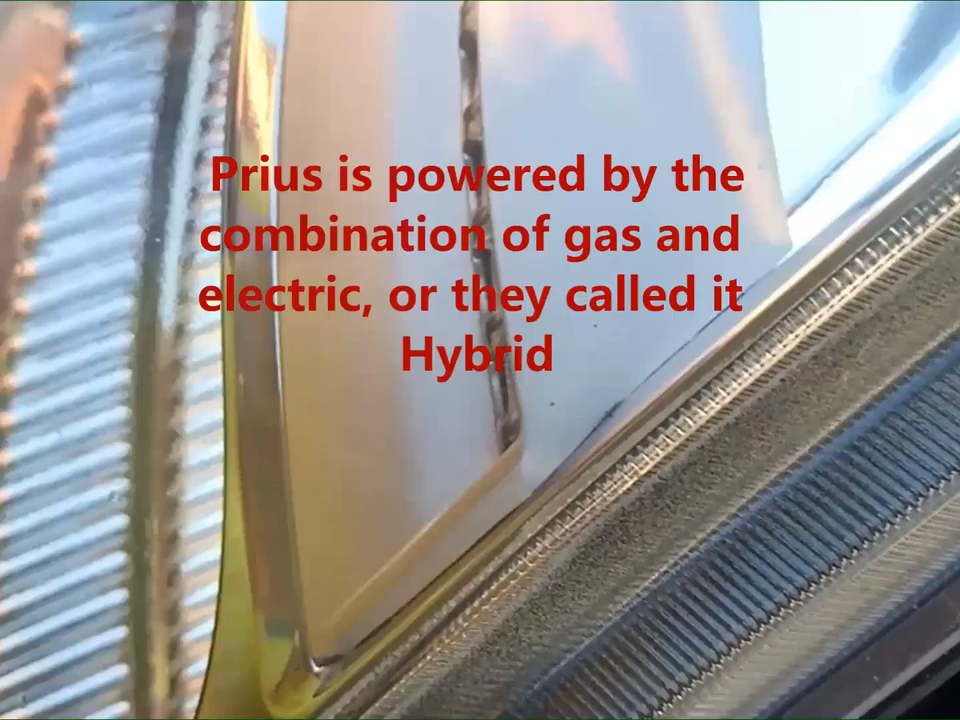 Prius is powered by the
combination of gas and
electric, or they called it
Hybrid